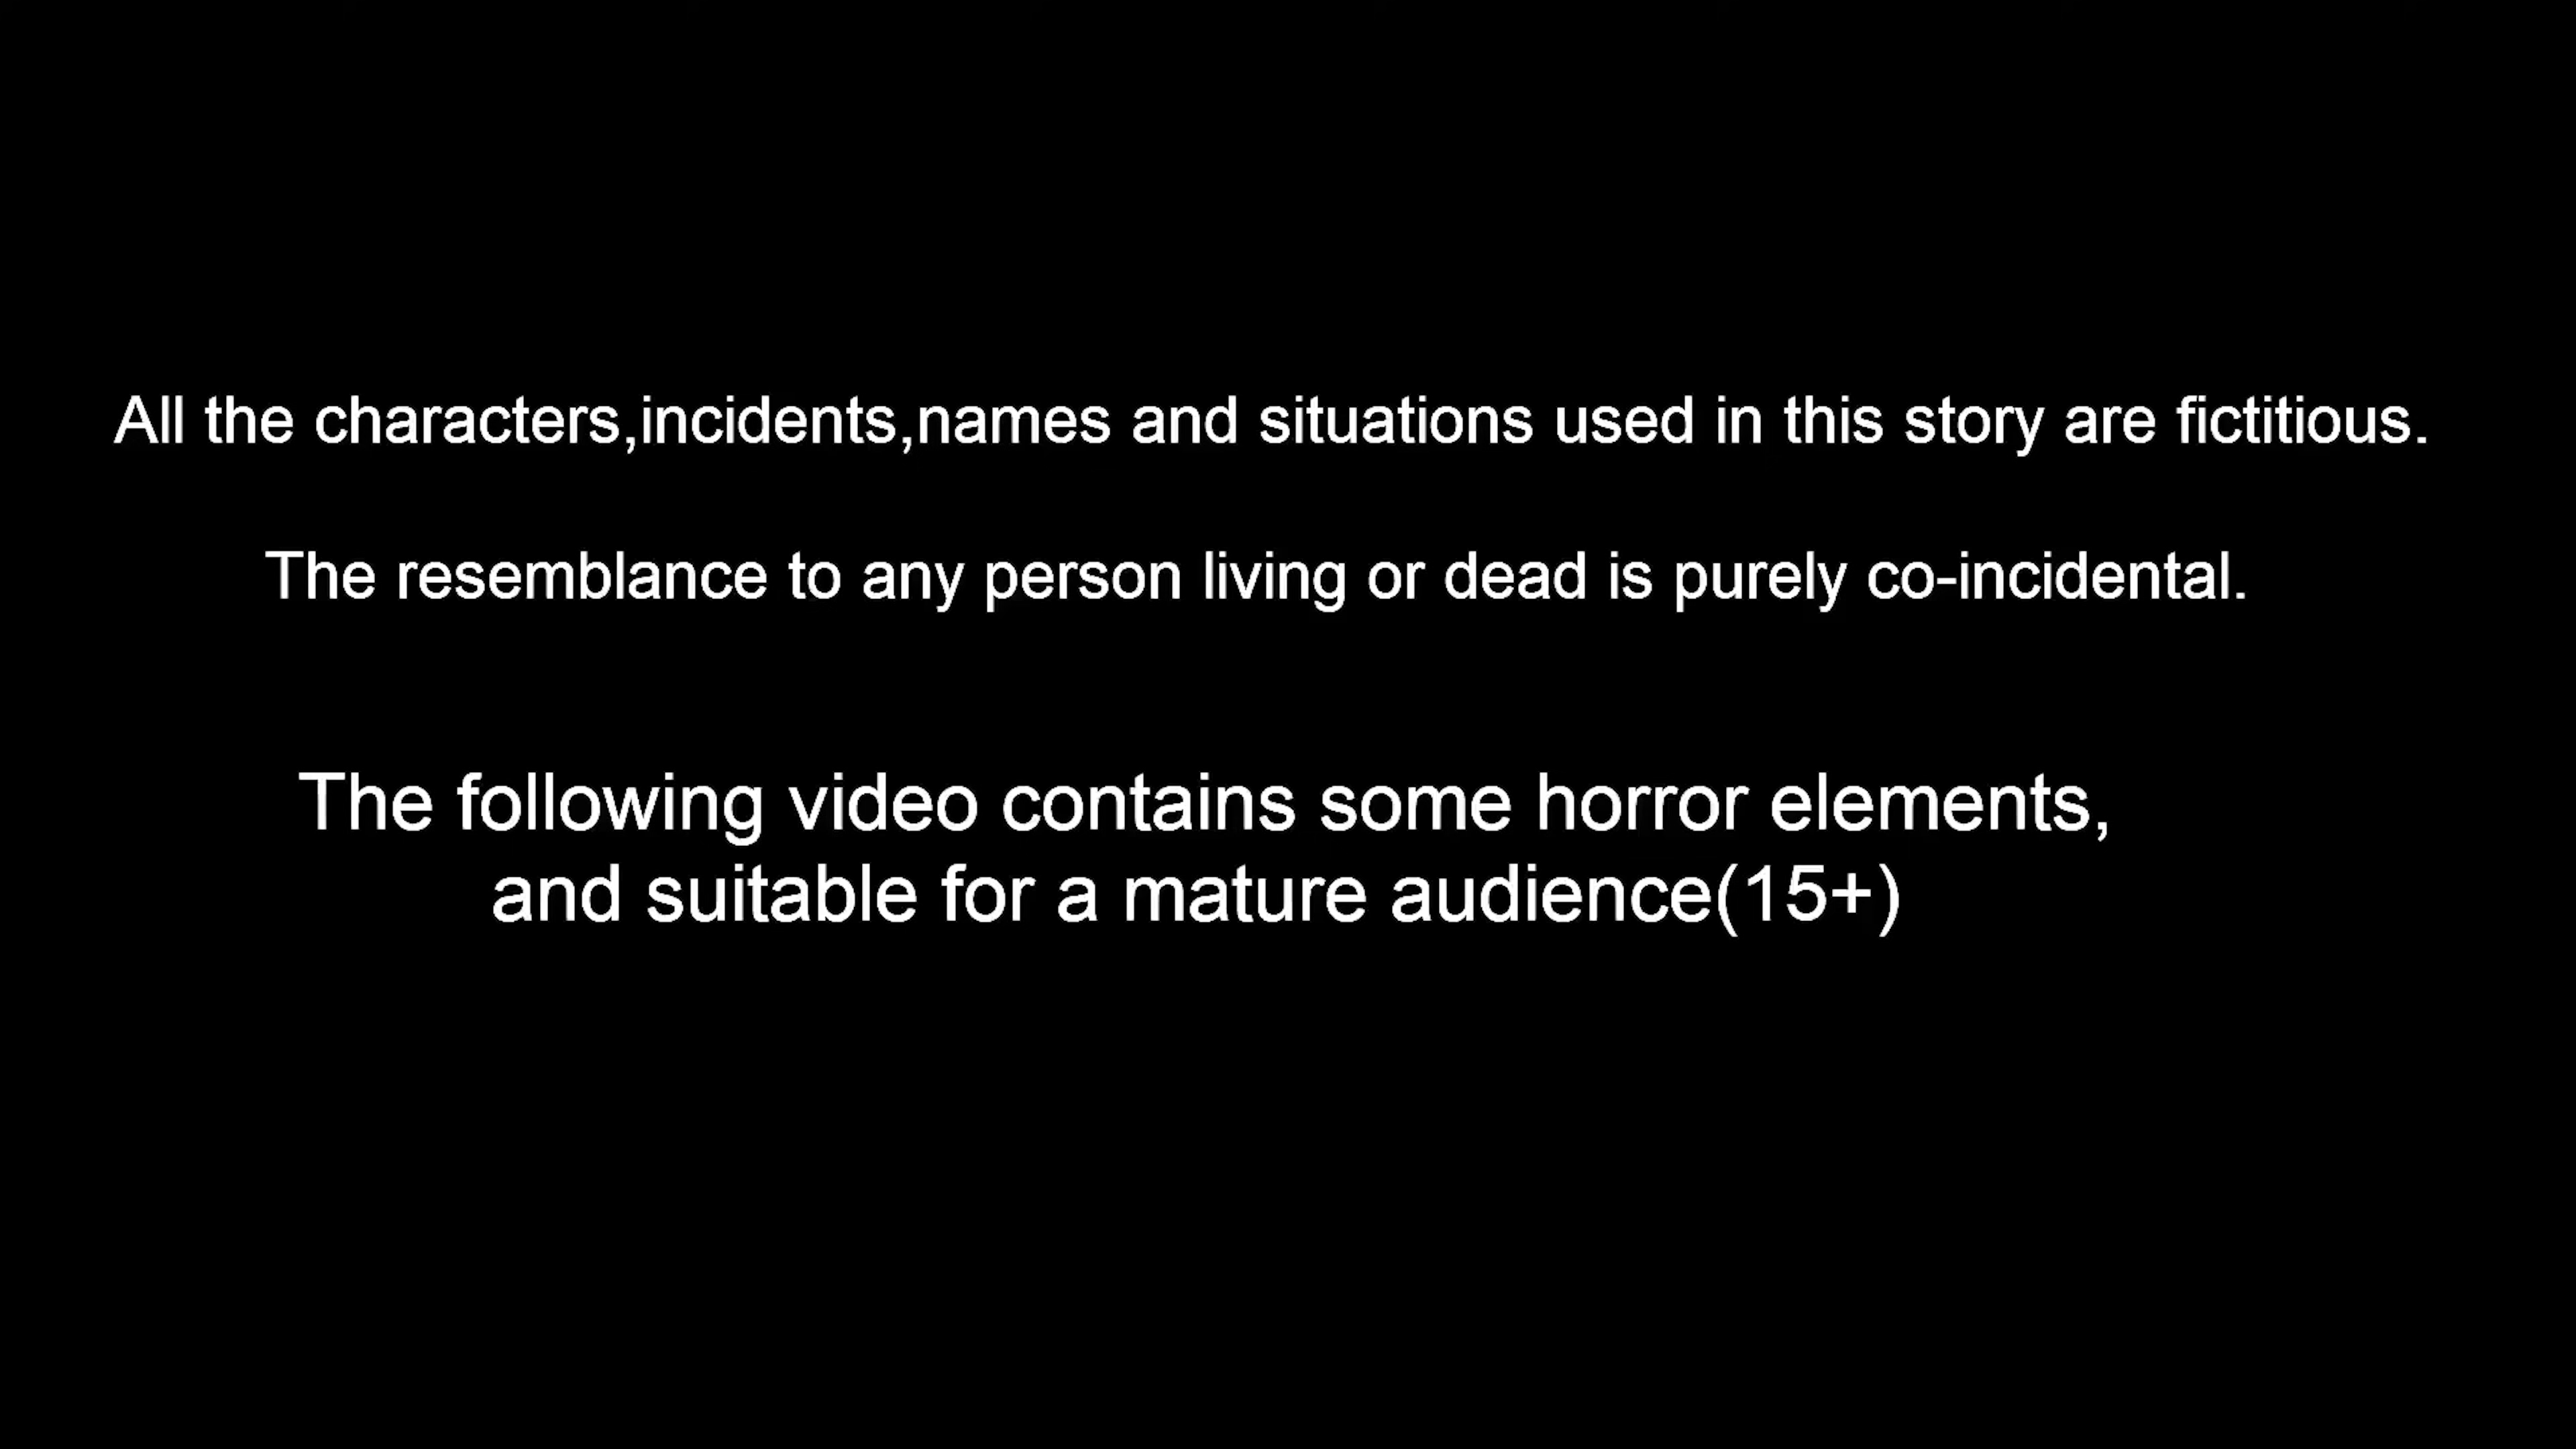 All the characters,incidents,names and situations used in this story are fictitious.
The resemblance to any person living or dead is purely co-incidental.
The following video contains some horror elements,
and suitable for a mature audience(15+)